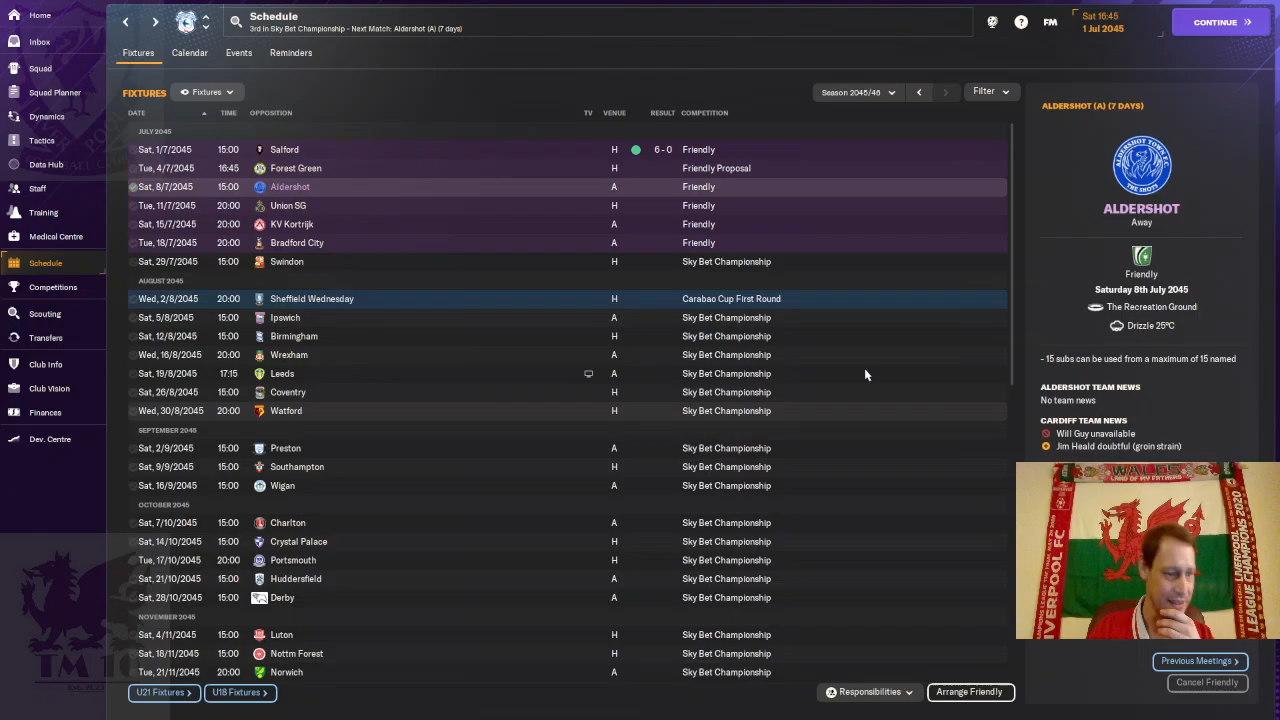 Home
Inbox
Squad
Squad Planner
Dynamics
Tactics
Data Hub
Staff
Training
Medical Centre
Schedule
Competitions
Scouting
Transfers
Club Info
Club Vision
Finances
Dev. Centre
TM 10
Schedule
3rd in Sky Bet Championship - Next Match: Aldershot (A) (7 days)
FM
Sat 16:45
1 Jul 2045
CONTINUE
Fixtures Calendar Events Reminders
FIXTURES Fixtures Season 2045/46 Filter
DATE TIME OPPOSITION TV VENUE RESULT COMPETITION
JULY 2045
Sat, 1/7/2045 15:00 Salford H 6 - 0 Friendly
Tue, 4/7/2045 16:45 Forest Green H Friendly Proposal
Sat, 8/7/2045 15:00 Aldershot A Friendly
Tue, 11/7/2045 20:00 Union SG H Friendly
Sat, 15/7/2045 20:00 KV Kortrijk A Friendly
Tue, 18/7/2045 20:00 Bradford City A Friendly
Sat, 29/7/2045 15:00 Swindon H Sky Bet Championship
AUGUST 2045
Wed, 2/8/2045 20:00 Sheffield Wednesday H Carabao Cup First Round
Sat, 5/8/2045 15:00 Ipswich A Sky Bet Championship
Sat, 12/8/2045 15:00 Birmingham H Sky Bet Championship
Wed, 16/8/2045 20:00 Wrexham A Sky Bet Championship
Sat, 19/8/2045 17:15 Leeds A Sky Bet Championship
Sat, 26/8/2045 15:00 Coventry H Sky Bet Championship
Wed, 30/8/2045 20:00 Watford H Sky Bet Championship
SEPTEMBER 2045
Sat, 2/9/2045 15:00 Preston A Sky Bet Championship
Sat, 9/9/2045 15:00 Southampton H Sky Bet Championship
Sat, 16/9/2045 15:00 Wigan A Sky Bet Championship
OCTOBER 2045
Sat, 7/10/2045 15:00 Charlton A Sky Bet Championship
Sat, 14/10/2045 15:00 Crystal Palace H Sky Bet Championship
Tue, 17/10/2045 20:00 Portsmouth H Sky Bet Championship
Sat, 21/10/2045 15:00 Huddersfield A Sky Bet Championship
Sat, 28/10/2045 15:00 Derby A Sky Bet Championship
NOVEMBER 2045
Sat, 4/11/2045 15:00 Luton H Sky Bet Championship
Sat, 18/11/2045 15:00 Nottm Forest H Sky Bet Championship
Tue, 21/11/2045 20:00 Norwich A Sky Bet Championship
U21 Fixtures U18 Fixtures Responsibilities Arrange Friendly
ALDERSHOT (A) (7 DAYS)
ALDERSHOT TOWN F.C.
THE SHOTS
ALDERSHOT
Away
Friendly
Saturday 8th July 2045
The Recreation Ground
Drizzle 25ºC
- 15 subs can be used from a maximum of 15 named
ALDERSHOT TEAM NEWS
No team news
CARDIFF TEAM NEWS
Will Guy unavailable
Jim Heald doubtful (groin strain)
WALES
LAND OF MY FATHERS
LIVERPOOL FC
LIVERPOOL
LEAGUE CHAMPIONS 2020
Previous Meetings
Cancel Friendly